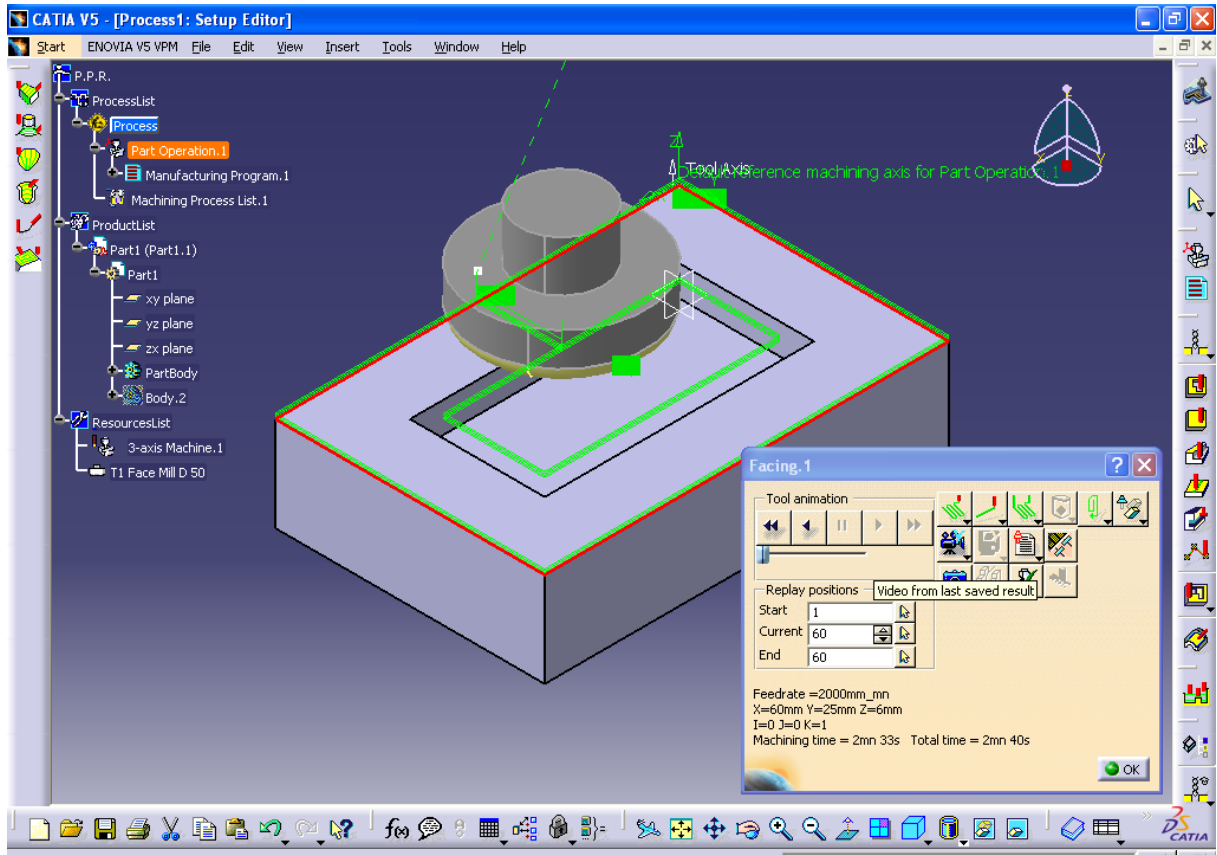 CATIA V5 - [Process1: Setup Editor]
Start ENOVIA V5 VPM File Edit View Insert Tools Window Help
P.P.R.
ProcessList
Process
Part Operation.1
Manufacturing Program.1
Machining Process List.1
ProductList
Part1 (Part1.1)
Part1
xy plane
yz plane
zx plane
PartBody
Body.2
ResourcesList
3-axis Machine.1
T1 Face Mill D 50
Z
Tool Axis
reference machining axis for Part Operation.1
Facing.1
Tool animation
Video from last saved result
Replay positions
Start 1
Current 60
End 60
Feedrate =2000mm_mn
X=60mm Y=25mm Z=6mm
I=0 J=0 K=1
Machining time = 2mn 33s Total time = 2mn 40s
OK
f(x)
CATIA